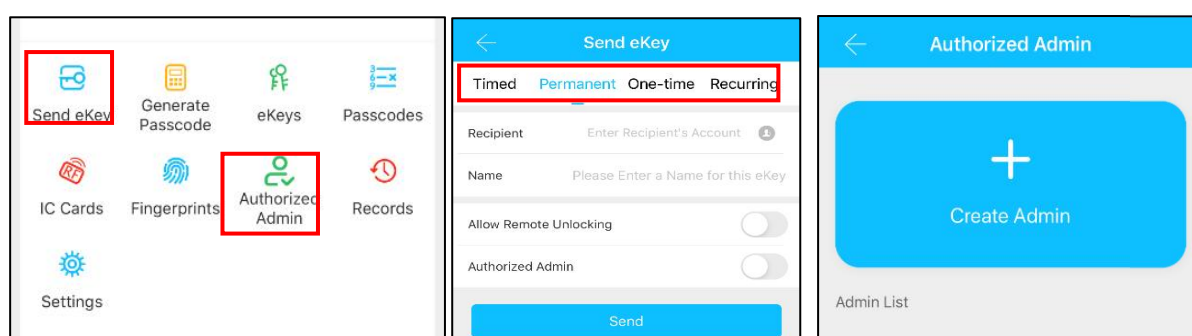 Send eKey
Generate
Passcode
eKeys
Passcodes
IC Cards
Fingerprints
Authorized
Admin
Records
Settings
Send eKey
Timed Permanent One-time Recurring
Recipient Enter Recipient's Account
Name Please Enter a Name for this eKey
Allow Remote Unlocking
Authorized Admin
Send
Authorized Admin
Create Admin
Admin List